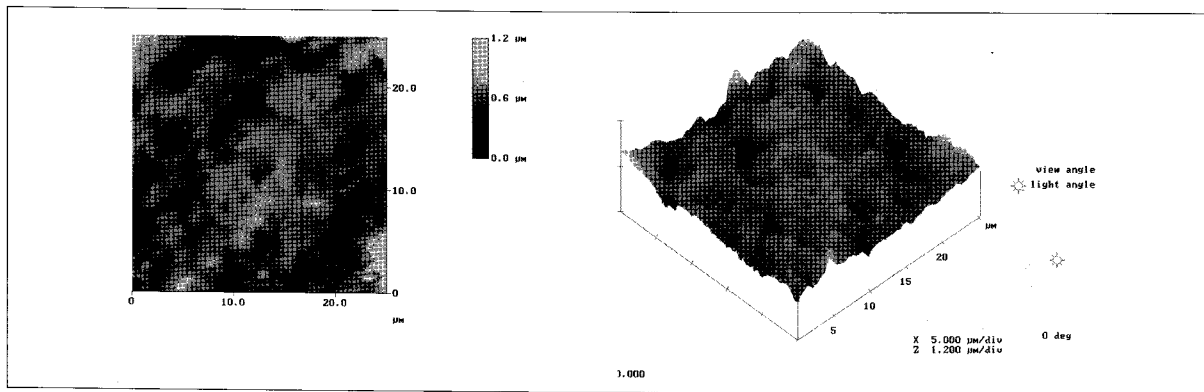 1.2 µm
0.6 µm
0.0 µm
20.0
10.0
0
0
10.0
20.0
µm
view angle
light angle
µm
20
15
10
5
X 5.000 µm/div
Z 1.200 µm/div
0 deg